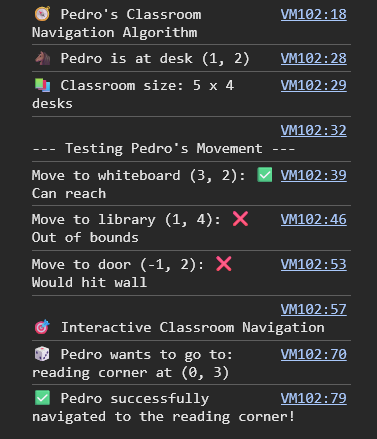 🧭 Pedro's Classroom VM102:18
Navigation Algorithm
🐴 Pedro is at desk (1, 2) VM102:28
📚 Classroom size: 5 x 4 VM102:29
desks
VM102:32
--- Testing Pedro's Movement ---
Move to whiteboard (3, 2): ✅ VM102:39
Can reach
Move to library (1, 4): ❌ VM102:46
Out of bounds
Move to door (-1, 2): ❌ VM102:53
Would hit wall
VM102:57
🎯 Interactive Classroom Navigation
🎲 Pedro wants to go to: VM102:70
reading corner at (0, 3)
✅ Pedro successfully VM102:79
navigated to the reading corner!